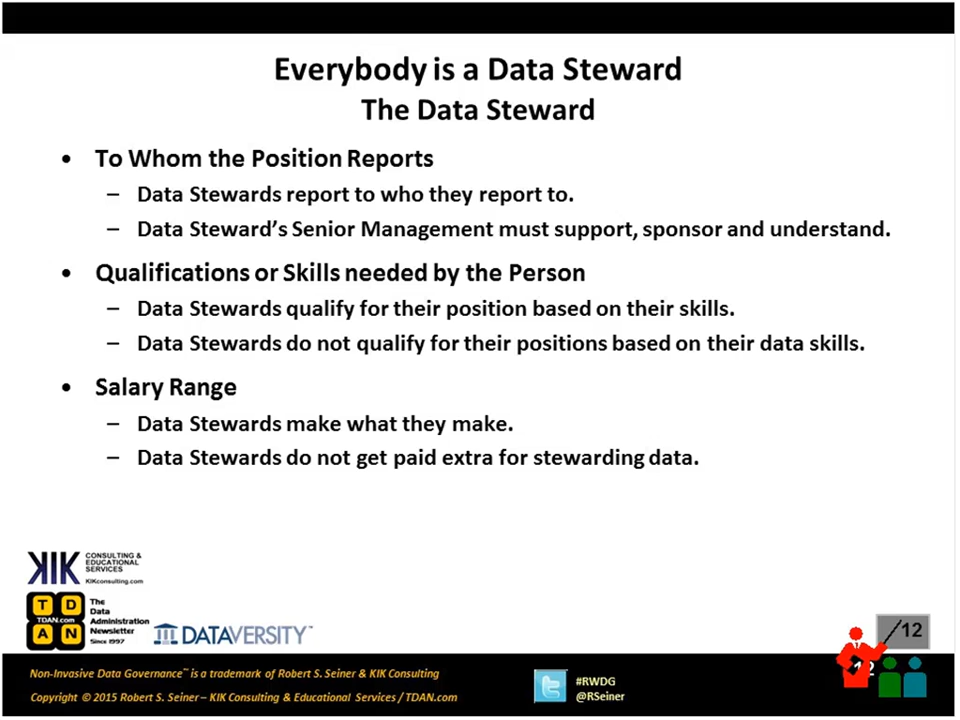 Everybody is a Data Steward
The Data Steward
• To Whom the Position Reports
– Data Stewards report to who they report to.
– Data Steward's Senior Management must support, sponsor and understand.
• Qualifications or Skills needed by the Person
– Data Stewards qualify for their position based on their skills.
– Data Stewards do not qualify for their positions based on their data skills.
• Salary Range
– Data Stewards make what they make.
– Data Stewards do not get paid extra for stewarding data.
KIK
CONSULTING &
EDUCATIONAL
SERVICES
KIKconsulting.com
T D
TDAN.com
A N
The
Data
Administration
Newsletter
Since 1997
DATAVERSITY™
/12
12
Non-Invasive Data Governance™ is a trademark of Robert S. Seiner & KIK Consulting
Copyright © 2015 Robert S. Seiner – KIK Consulting & Educational Services / TDAN.com
#RWDG
@RSeiner